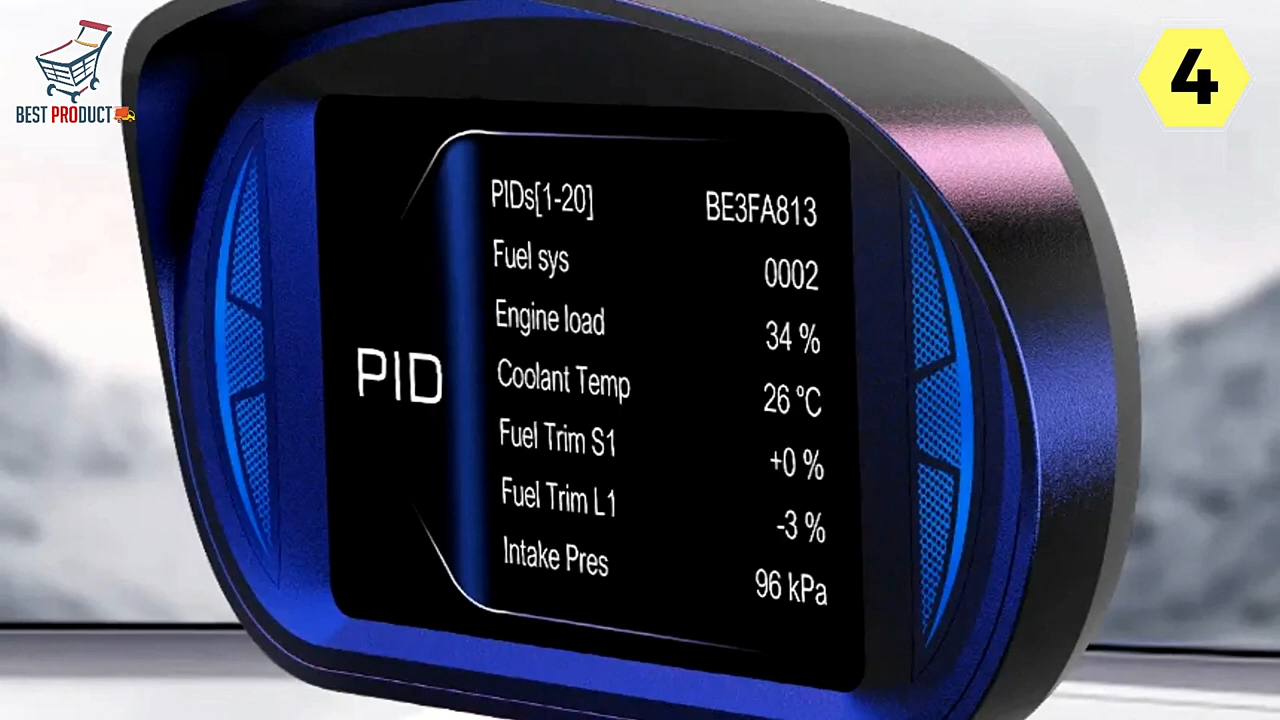 BEST PRODUCT
4
PID
PIDs[1-20] BE3FA813
Fuel sys 0002
Engine load 34 %
Coolant Temp 26 °C
Fuel Trim S1 +0 %
Fuel Trim L1 -3 %
Intake Pres 96 kPa